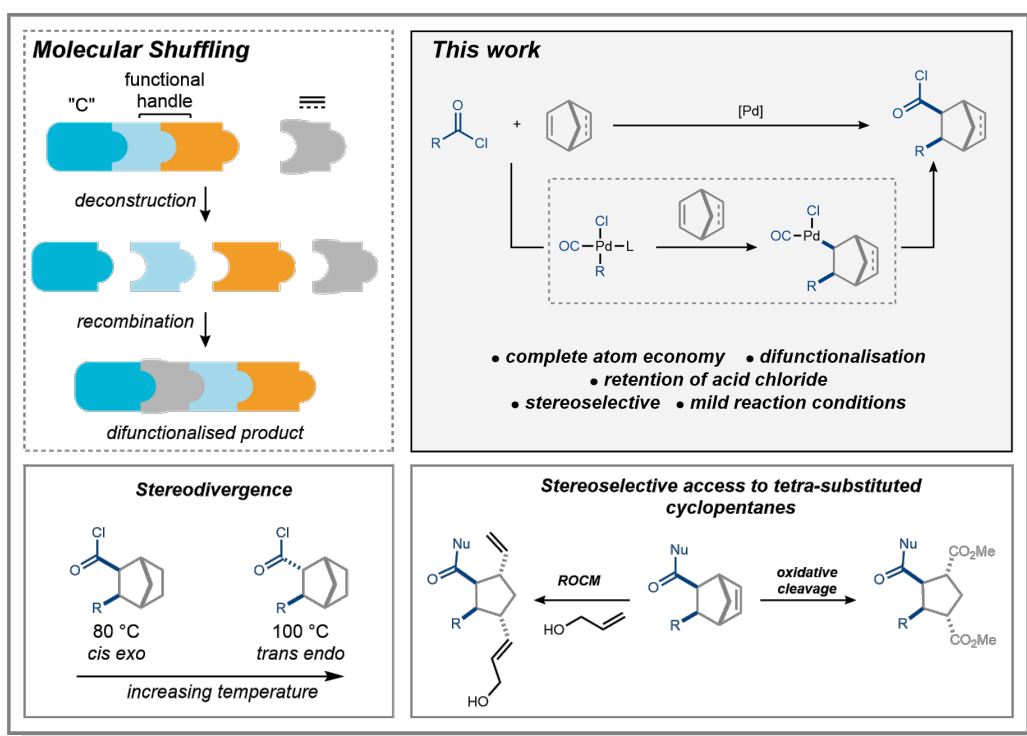 Molecular Shuffling
"C"
functional
handle
deconstruction
recombination
difunctionalised product
This work
O
R
Cl
+
[Pd]
Cl
O
R
Cl
OC
Pd
L
R
Cl
OC
Pd
R
• complete atom economy • difunctionalisation
• retention of acid chloride
• stereoselective • mild reaction conditions
Stereodivergence
Cl
O
R
80 °C
cis exo
Cl
O
R
100 °C
trans endo
increasing temperature
Stereoselective access to tetra-substituted
cyclopentanes
Nu
O
R
HO
ROCM
HO
Nu
O
R
oxidative
cleavage
Nu
O
R
CO2Me
CO2Me